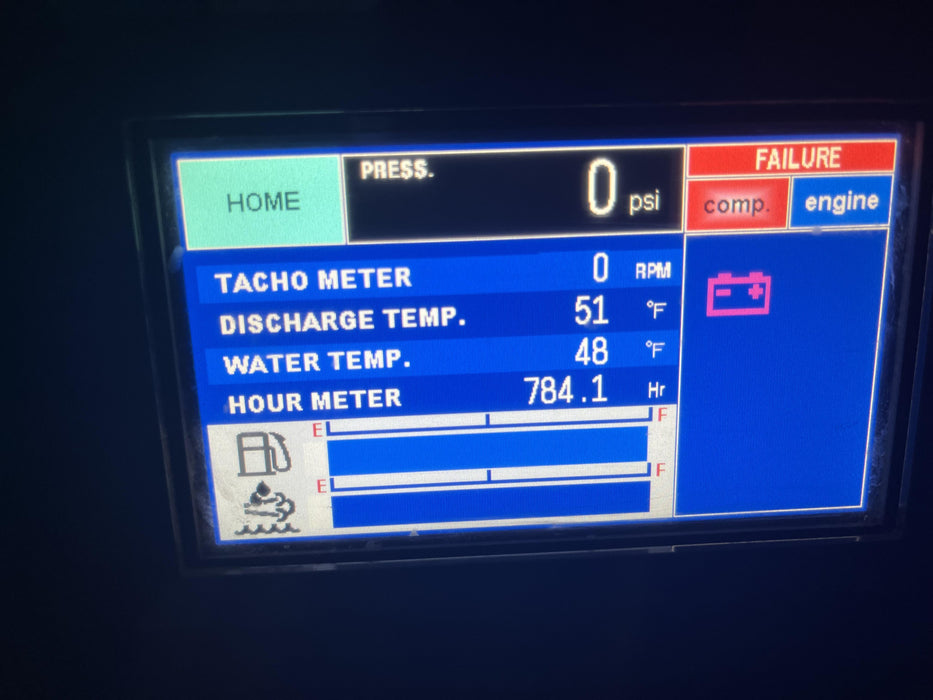 HOME
PRESS. 0 psi
FAILURE
comp. engine
TACHO METER 0 RPM
DISCHARGE TEMP. 51 °F
WATER TEMP. 48 °F
HOUR METER 784.1 Hr
E F
E F